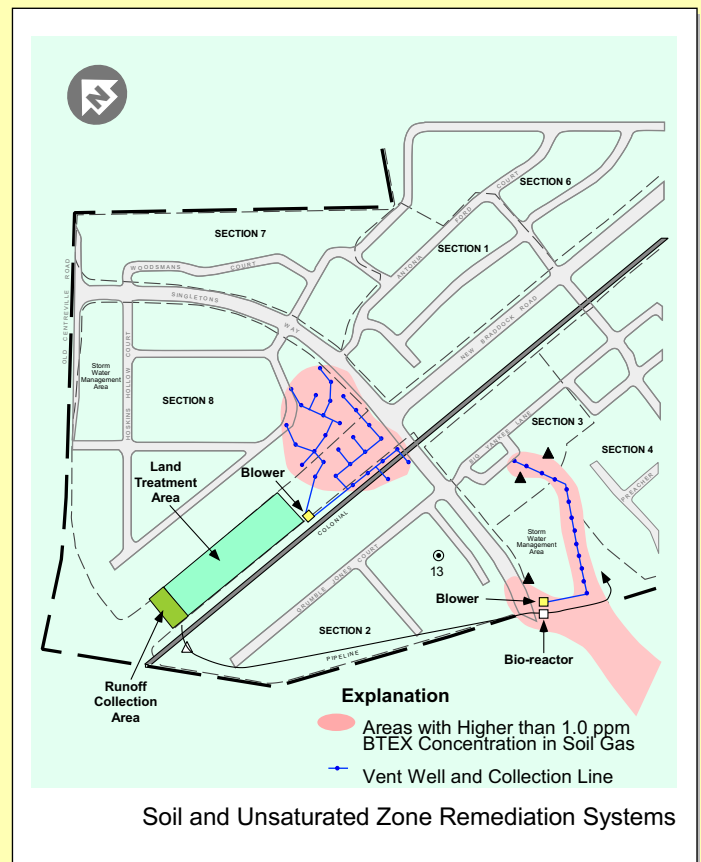 N
SECTION 6
SECTION 7
SECTION 1
ANTONIA FORD COURT
WOODSMANS COURT
OLD CENTREVILLE ROAD
SINGLETONS WAY
NEW BRADDOCK ROAD
Storm
Water
Management
Area
HOSKINS HOLLOW COURT
SECTION 8
BIG YANKEE LANE
SECTION 3
SECTION 4
PREACHER
Land
Treatment
Area
Blower
COLONIAL
Storm
Water
Management
Area
13
GRUMBLE JONES COURT
Blower
SECTION 2
PIPELINE
Bio-reactor
Runoff
Collection
Area
Explanation
Areas with Higher than 1.0 ppm
BTEX Concentration in Soil Gas
Vent Well and Collection Line
Soil and Unsaturated Zone Remediation Systems